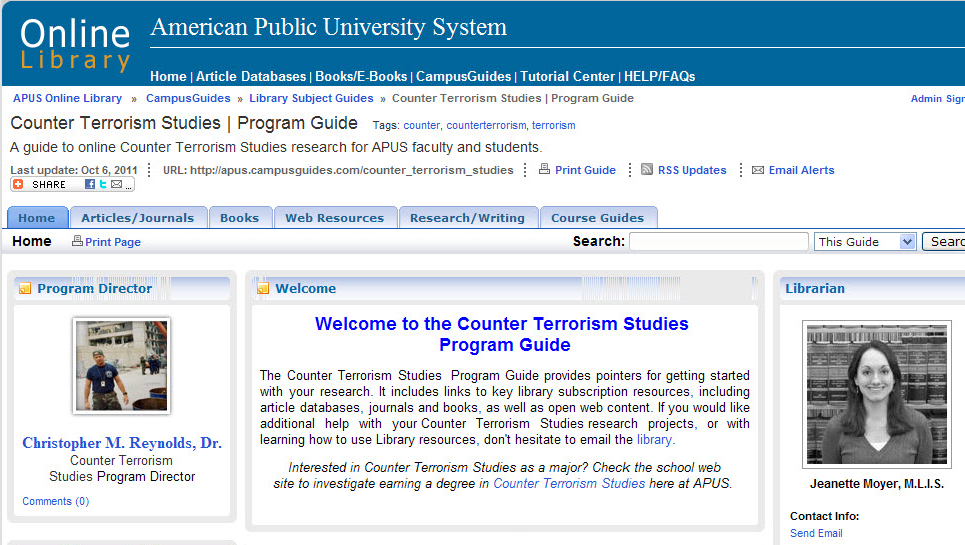 Online
Library
American Public University System
Home | Article Databases | Books/E-Books | CampusGuides | Tutorial Center | HELP/FAQs
APUS Online Library » CampusGuides » Library Subject Guides » Counter Terrorism Studies | Program Guide
Admin Sign
Counter Terrorism Studies | Program Guide Tags: counter, counterterrorism, terrorism
A guide to online Counter Terrorism Studies research for APUS faculty and students.
Last update: Oct 6, 2011 URL: http://apus.campusguides.com/counter_terrorism_studies Print Guide RSS Updates Email Alerts
SHARE ...
Home Articles/Journals Books Web Resources Research/Writing Course Guides
Home Print Page Search: This Guide Searc
Program Director
Christopher M. Reynolds, Dr.
Counter Terrorism
Studies Program Director
Comments (0)
Welcome
Welcome to the Counter Terrorism Studies
Program Guide
The Counter Terrorism Studies Program Guide provides pointers for getting started
with your research. It includes links to key library subscription resources, including
article databases, journals and books, as well as open web content. If you would like
additional help with your Counter Terrorism Studies research projects, or with
learning how to use Library resources, don't hesitate to email the library.
Interested in Counter Terrorism Studies as a major? Check the school web
site to investigate earning a degree in Counter Terrorism Studies here at APUS.
Librarian
Jeanette Moyer, M.L.I.S.
Contact Info:
Send Email